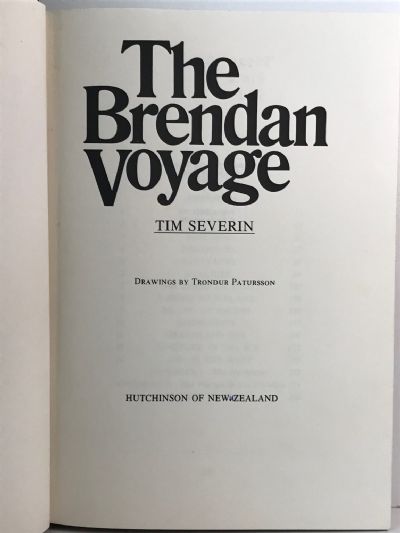 The
Brendan
Voyage
TIM SEVERIN
DRAWINGS BY TRONDUR PATURSSON
HUTCHINSON OF NEW ZEALAND